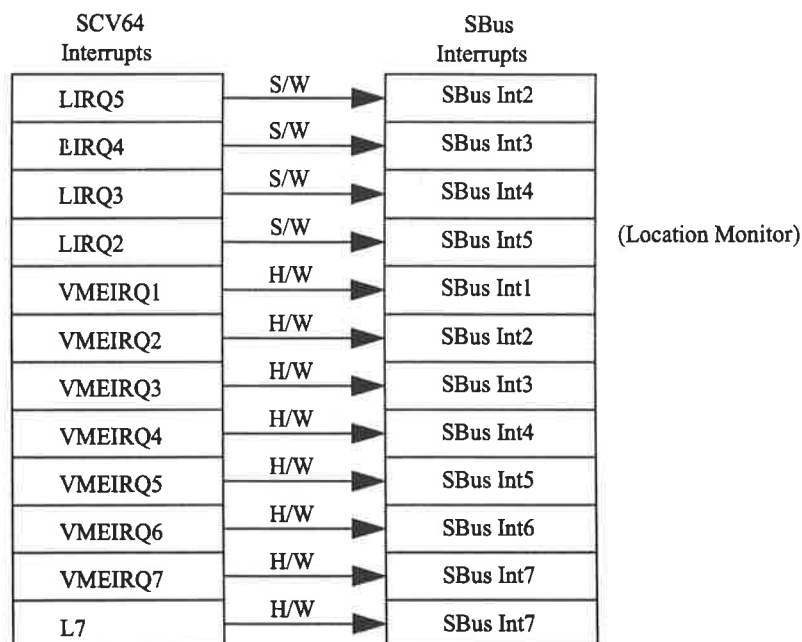 SCV64 Interrupts
SBus Interrupts
LIRQ5 S/W SBus Int2
LIRQ4 S/W SBus Int3
LIRQ3 S/W SBus Int4
LIRQ2 S/W SBus Int5 (Location Monitor)
VMEIRQ1 H/W SBus Int1
VMEIRQ2 H/W SBus Int2
VMEIRQ3 H/W SBus Int3
VMEIRQ4 H/W SBus Int4
VMEIRQ5 H/W SBus Int5
VMEIRQ6 H/W SBus Int6
VMEIRQ7 H/W SBus Int7
L7 H/W SBus Int7